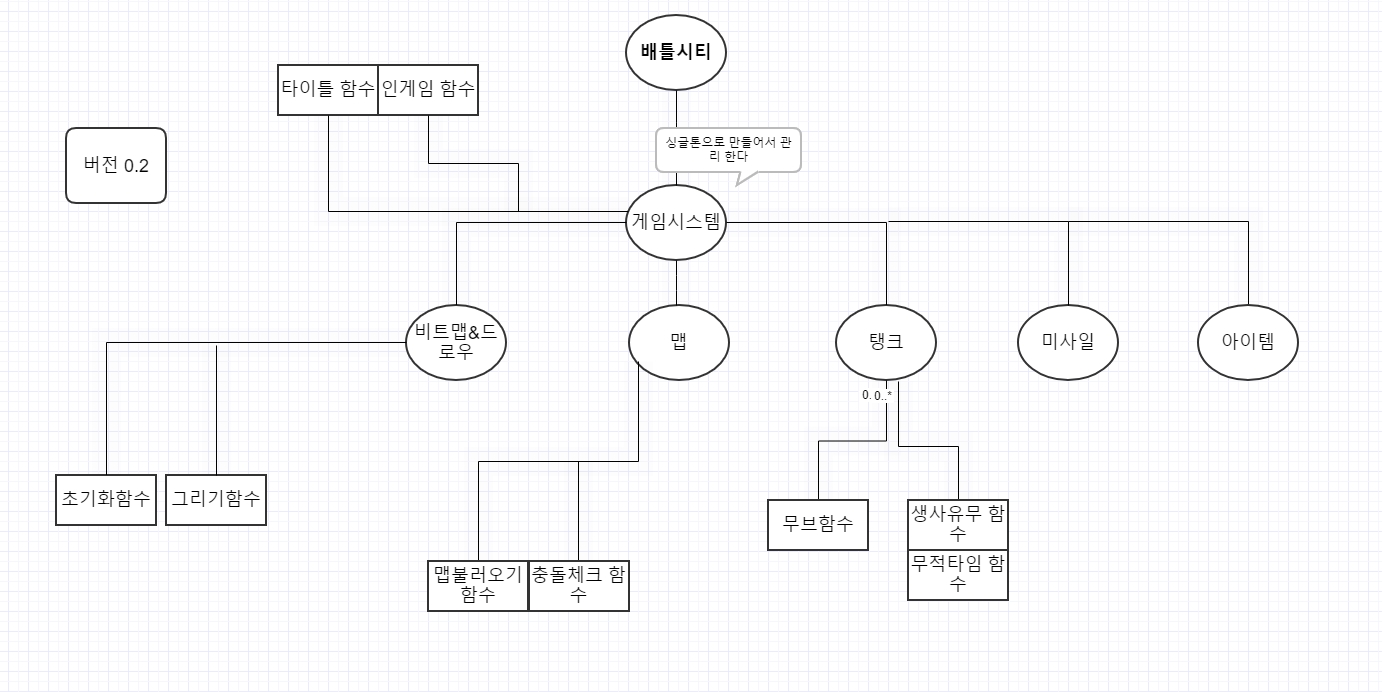 배틀시티
타이틀 함수
인게임 함수
버전 0.2
싱글톤으로 만들어서 관
리 한다
게임시스템
비트맵&드
로우
맵
탱크
미사일
아이템
0.
0..*
초기화함수
그리기함수
무브함수
생사유무 함
수
무적타임 함
수
맵불러오기
함수
충돌체크 함
수